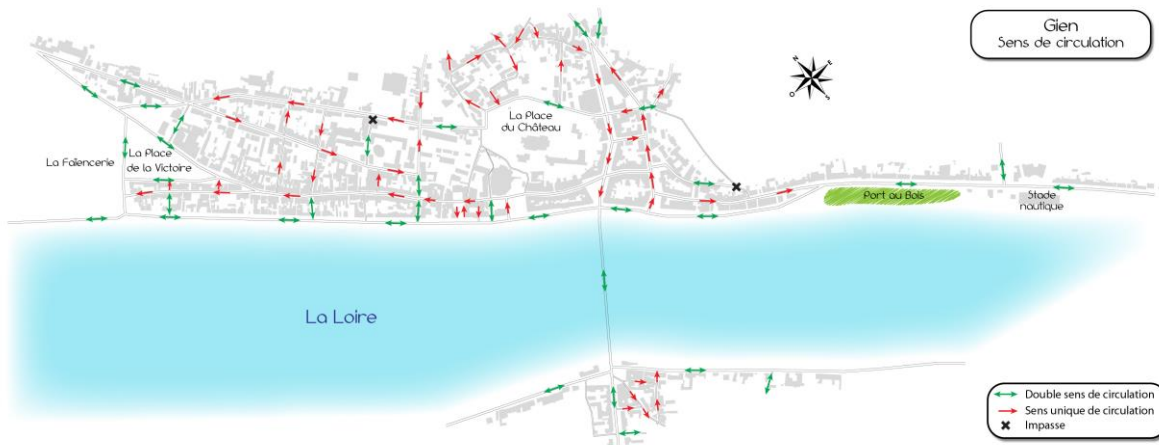 Gien
Sens de circulation
N
E
S
O
La Place
du Château
La Faïencerie
La Place
de la Victoire
Port au Bois
Stade
nautique
La Loire
Double sens de circulation
Sens unique de circulation
Impasse